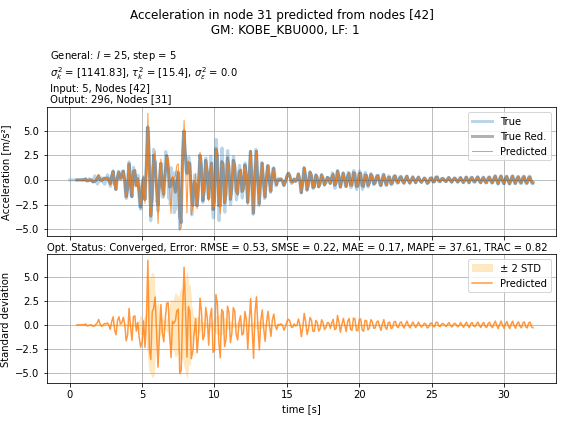 Acceleration in node 31 predicted from nodes [42]
GM: KOBE_KBU000, LF: 1
General: l = 25, step = 5
σ²ₖ = [1141.83], τ²ₖ = [15.4], σ²ε = 0.0
Input: 5, Nodes [42]
Output: 296, Nodes [31]
Acceleration [m/s²]
5.0
2.5
0.0
−2.5
−5.0
True
True Red.
Predicted
Opt. Status: Converged, Error: RMSE = 0.53, SMSE = 0.22, MAE = 0.17, MAPE = 37.61, TRAC = 0.82
Standard deviation
5.0
2.5
0.0
−2.5
−5.0
± 2 STD
Predicted
0 5 10 15 20 25 30
time [s]